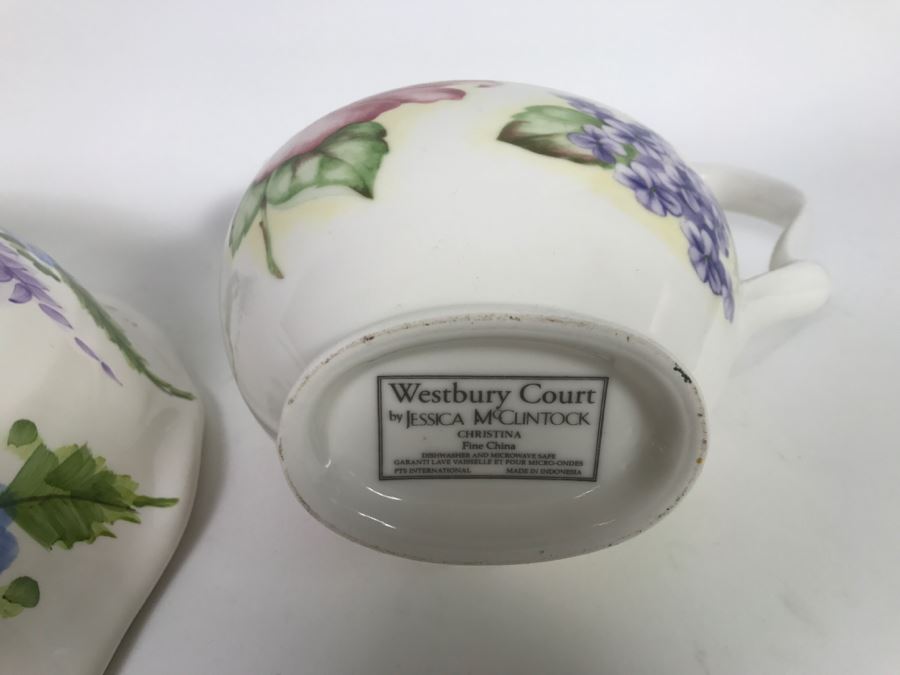 Westbury Court
by JESSICA McCLINTOCK
CHRISTINA
Fine China
DISHWASHER AND MICROWAVE SAFE
GARANTI LAVE VAISSELLE ET POUR MICRO-ONDES
PTS INTERNATIONAL MADE IN INDONESIA